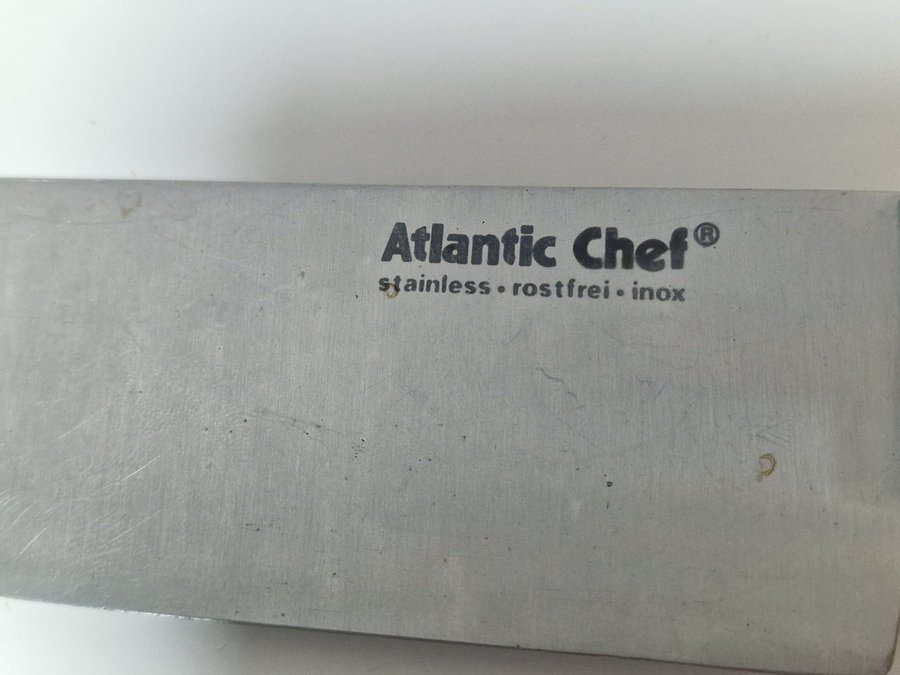 Atlantic Chef®
stainless • rostfrei • inox